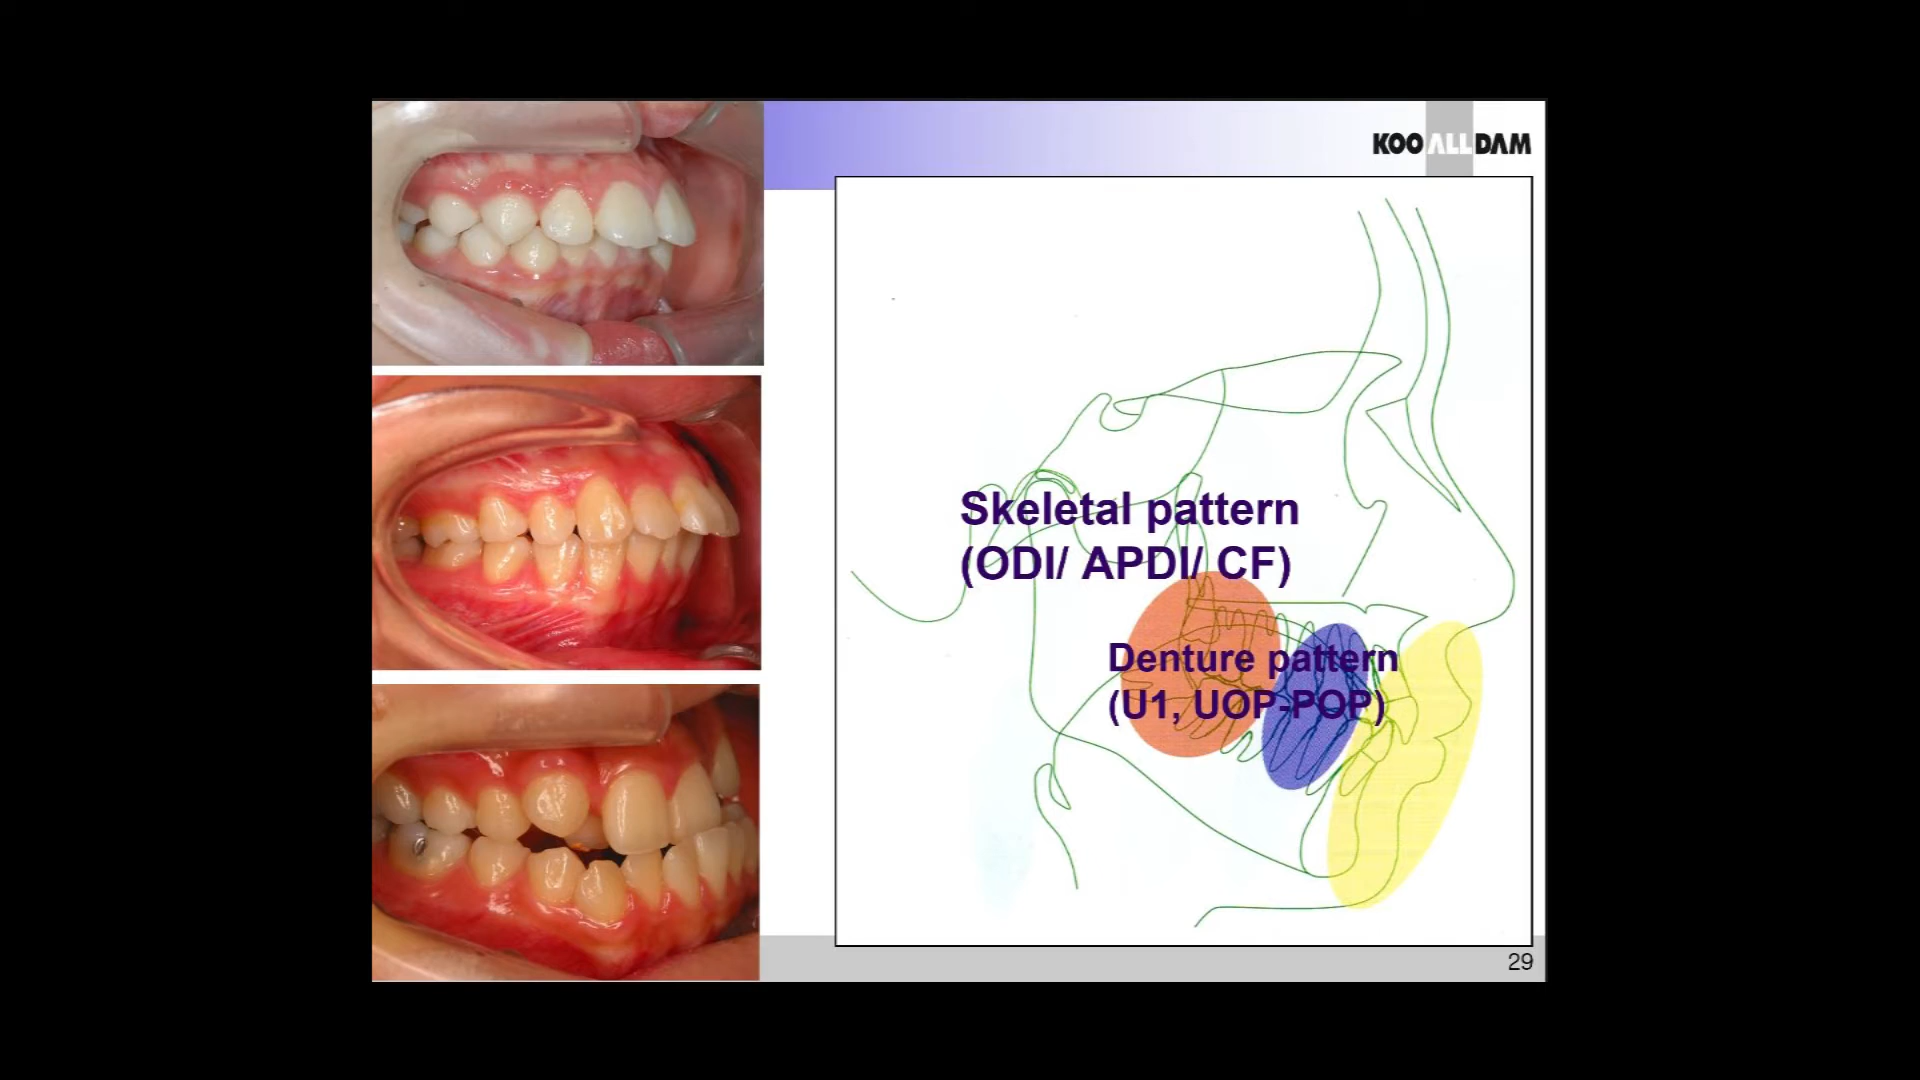 KOO ALL DAM
Skeletal pattern
(ODI/ APDI/ CF)
Denture pattern
(U1, UOP-POP)
29